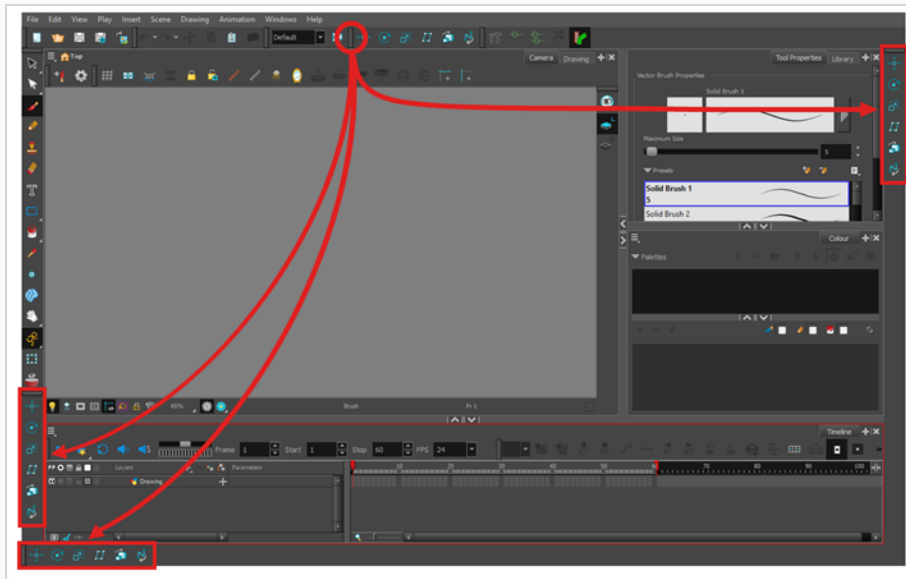 File Edit View Play Insert Scene Drawing Animation Windows Help
Default
Top
Camera Drawing
Tool Properties Library
Vector Brush Properties
Solid Brush 1
Maximum Size
5
Presets
Solid Brush 1
5
Solid Brush 2
Colour
Palettes
45%
Brush
Fr 1
Timeline
Frame 1 Start 1 Stop 60 FPS 24
Layers Parameters
10 20 30 40 50 60 70 80 90 100
Drawing